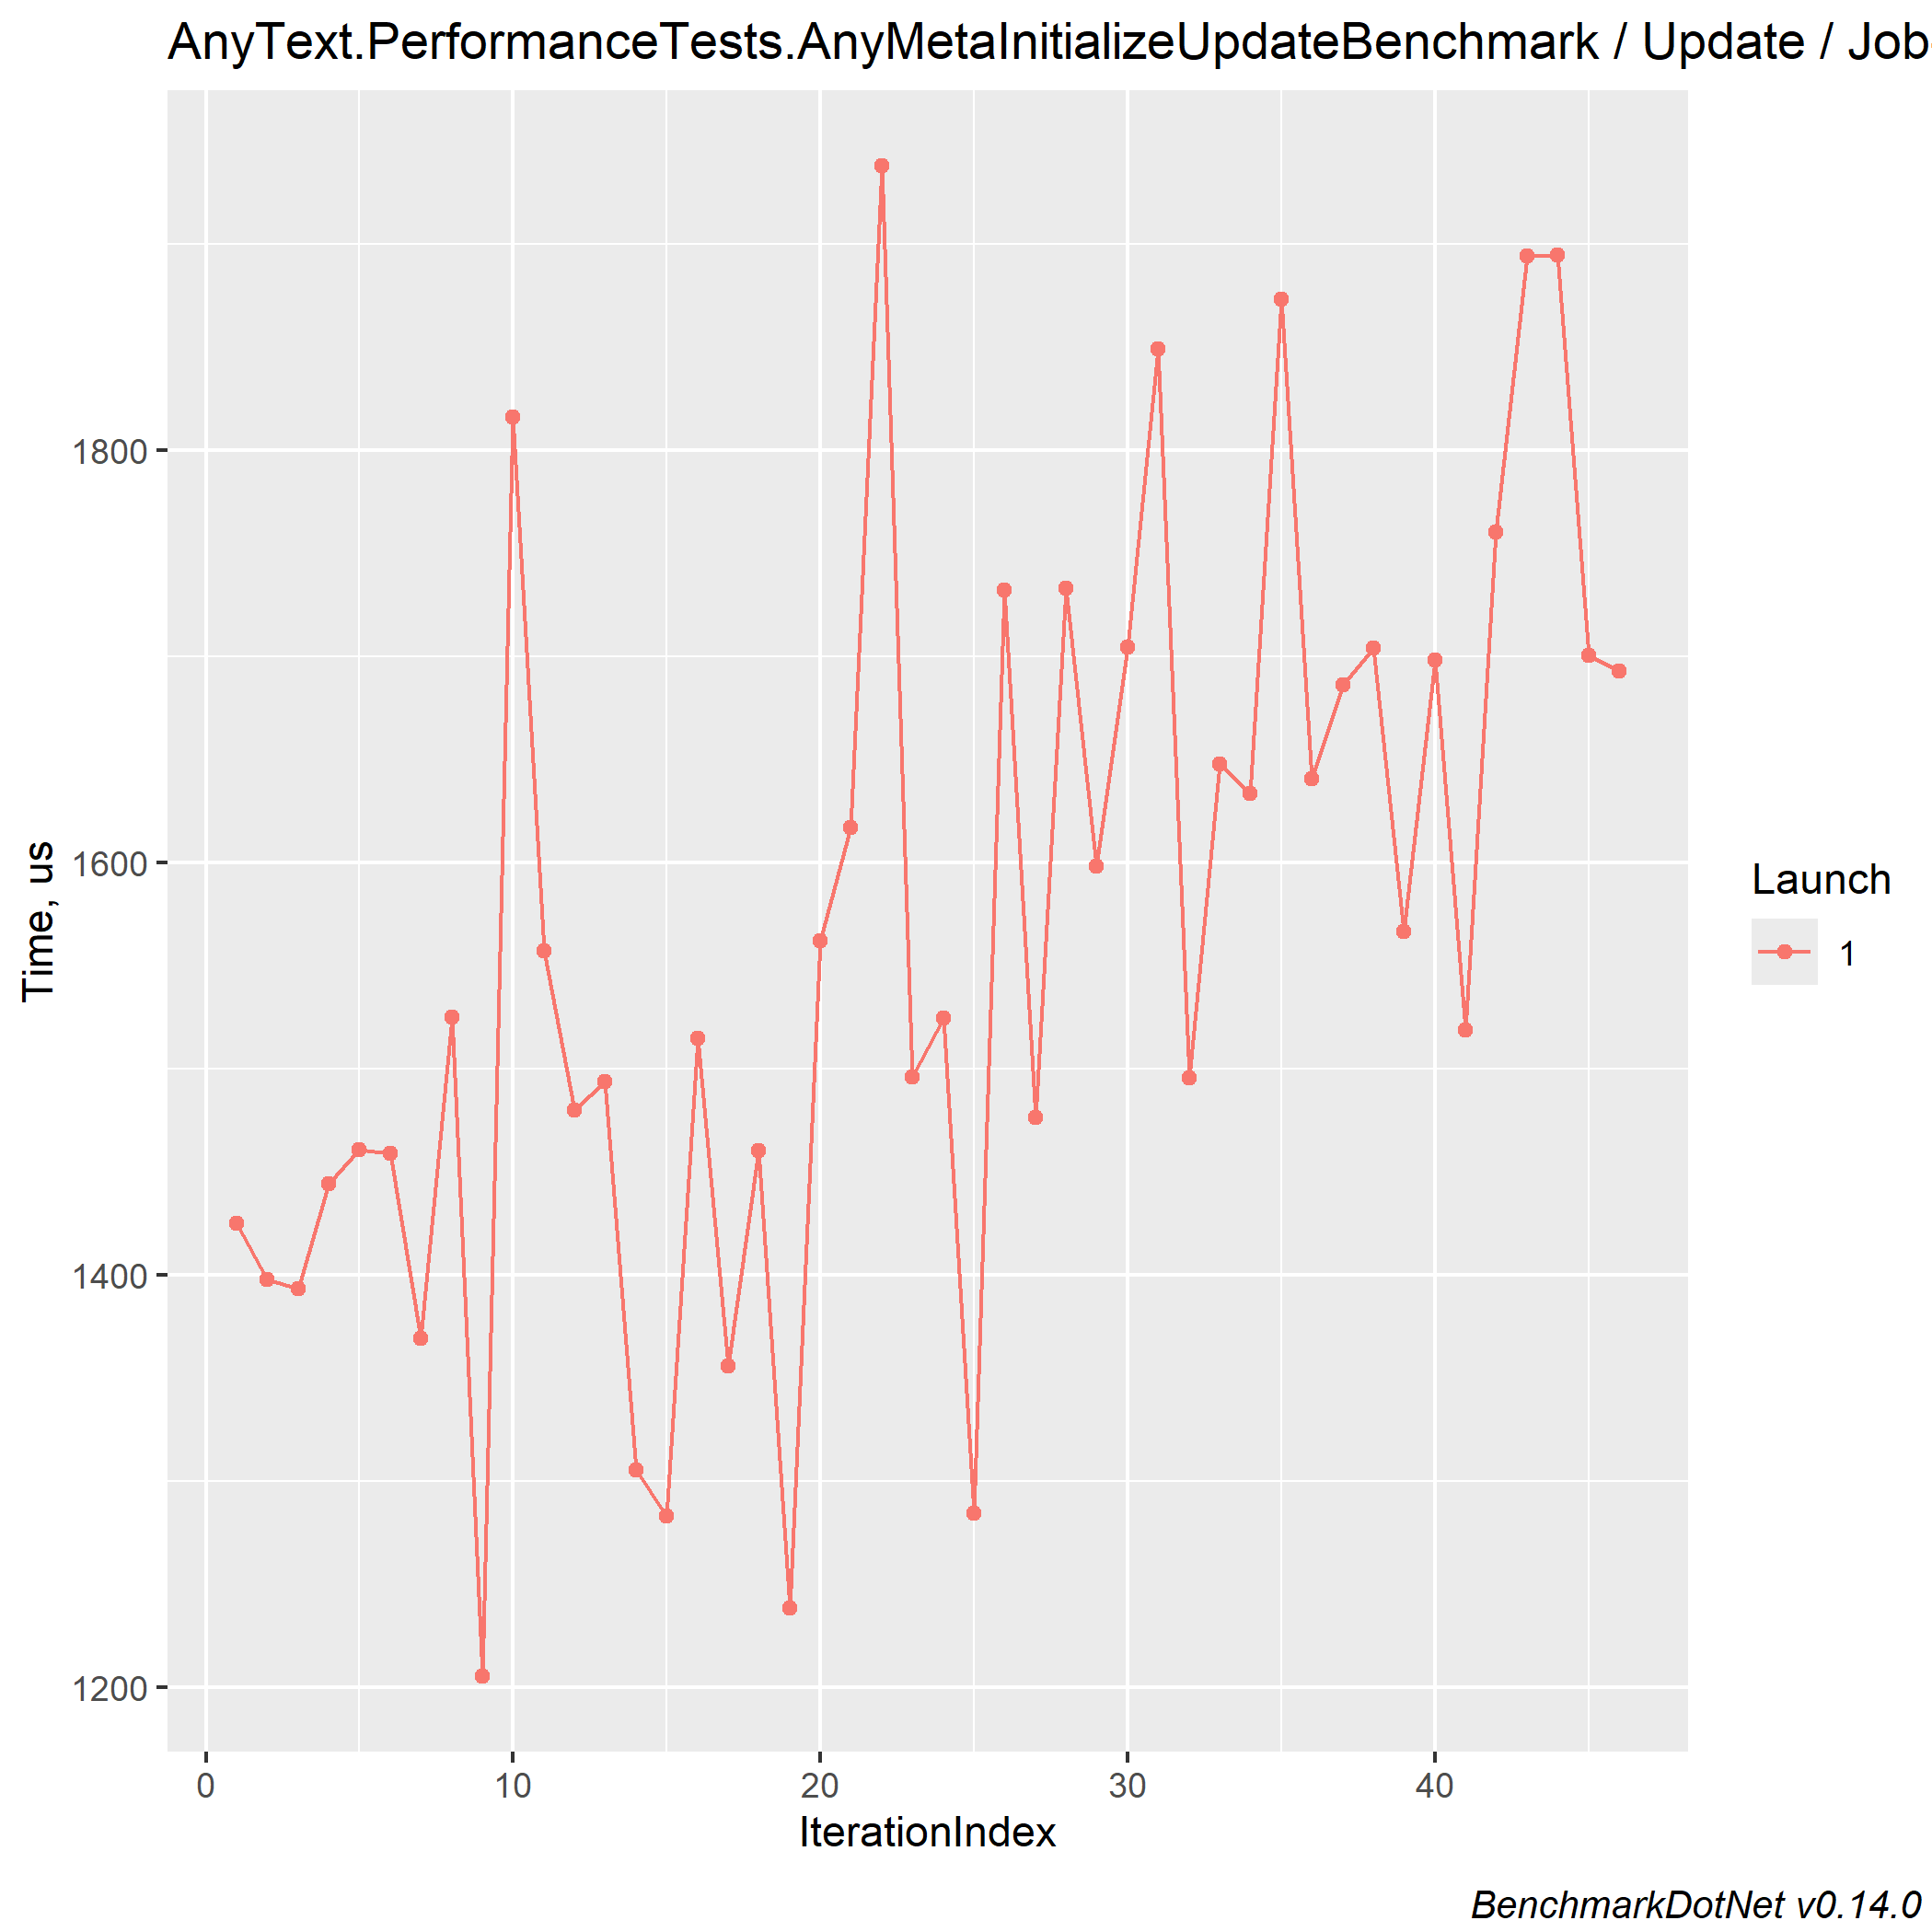 AnyText.PerformanceTests.AnyMetaInitializeUpdateBenchmark / Update / Job
1800
1600
1400
1200
Time, us
0 10 20 30 40
IterationIndex
Launch
1
BenchmarkDotNet v0.14.0